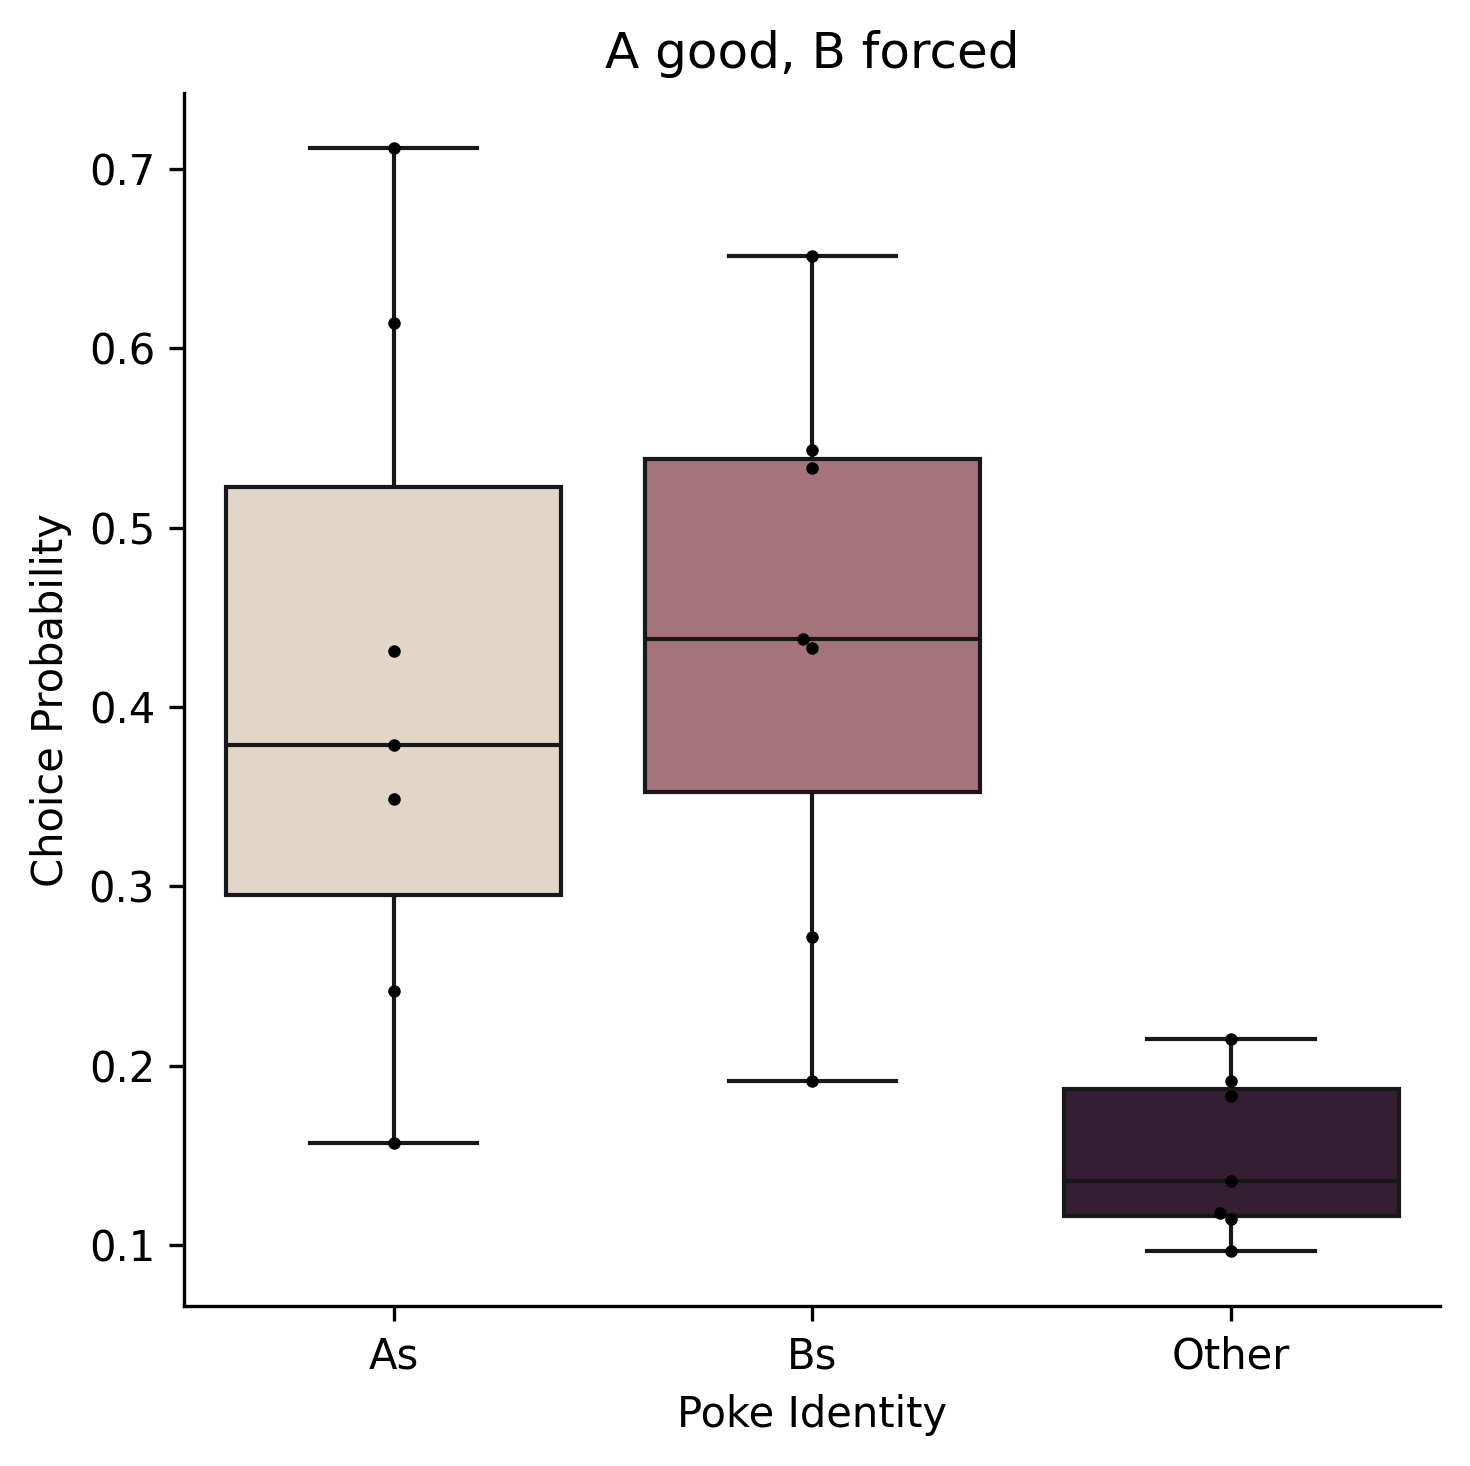 A good, B forced
Choice Probability
0.7
0.6
0.5
0.4
0.3
0.2
0.1
As
Bs
Other
Poke Identity